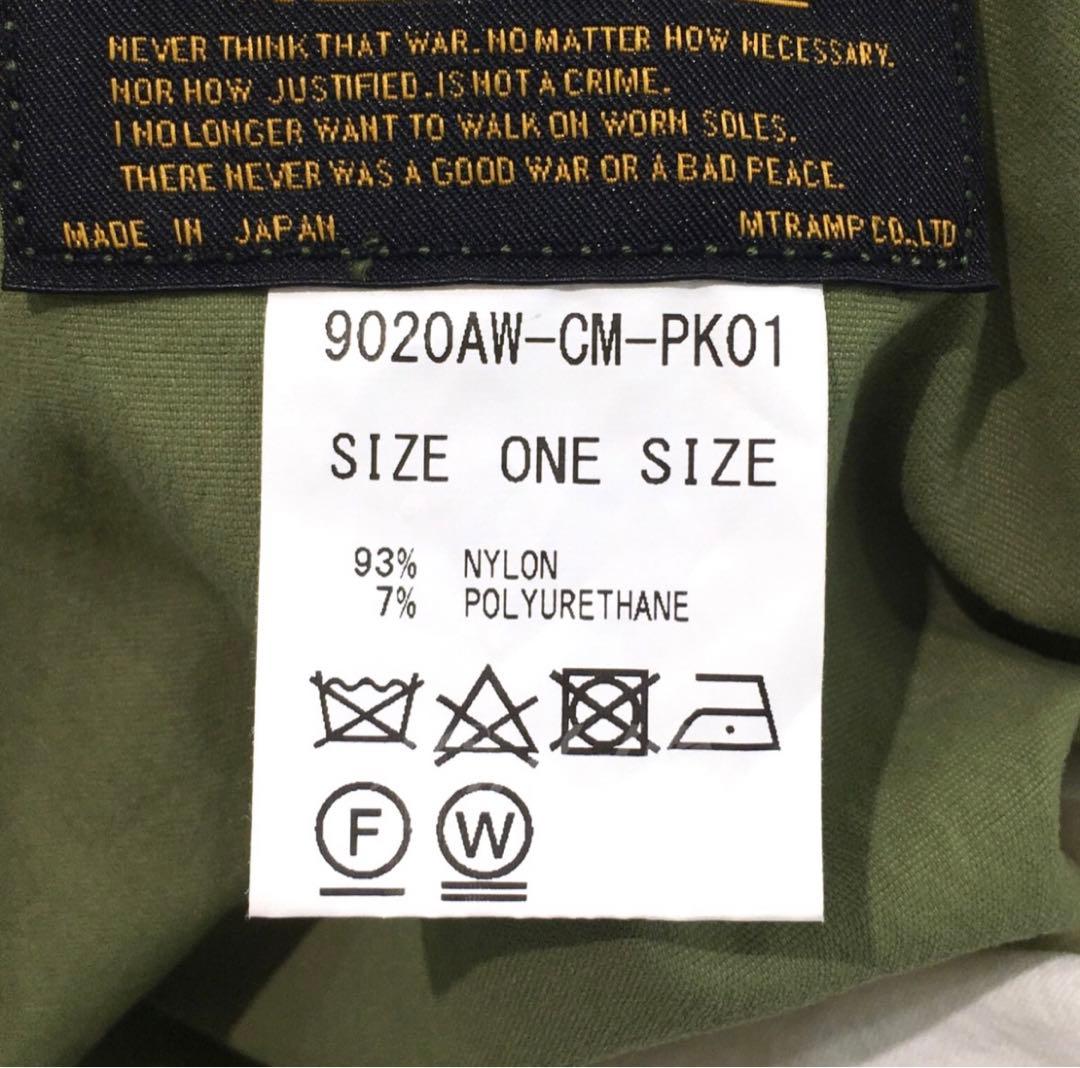 NEVER THINK THAT WAR. NO MATTER HOW NECESSARY.
NOR HOW JUSTIFIED. IS NOT A CRIME.
I NO LONGER WANT TO WALK ON WORN SOLES.
THERE NEVER WAS A GOOD WAR OR A BAD PEACE.
MADE IN JAPAN MTRAMP CO.,LTD
9020AW-CM-PK01
SIZE ONE SIZE
93% NYLON
7% POLYURETHANE
F W